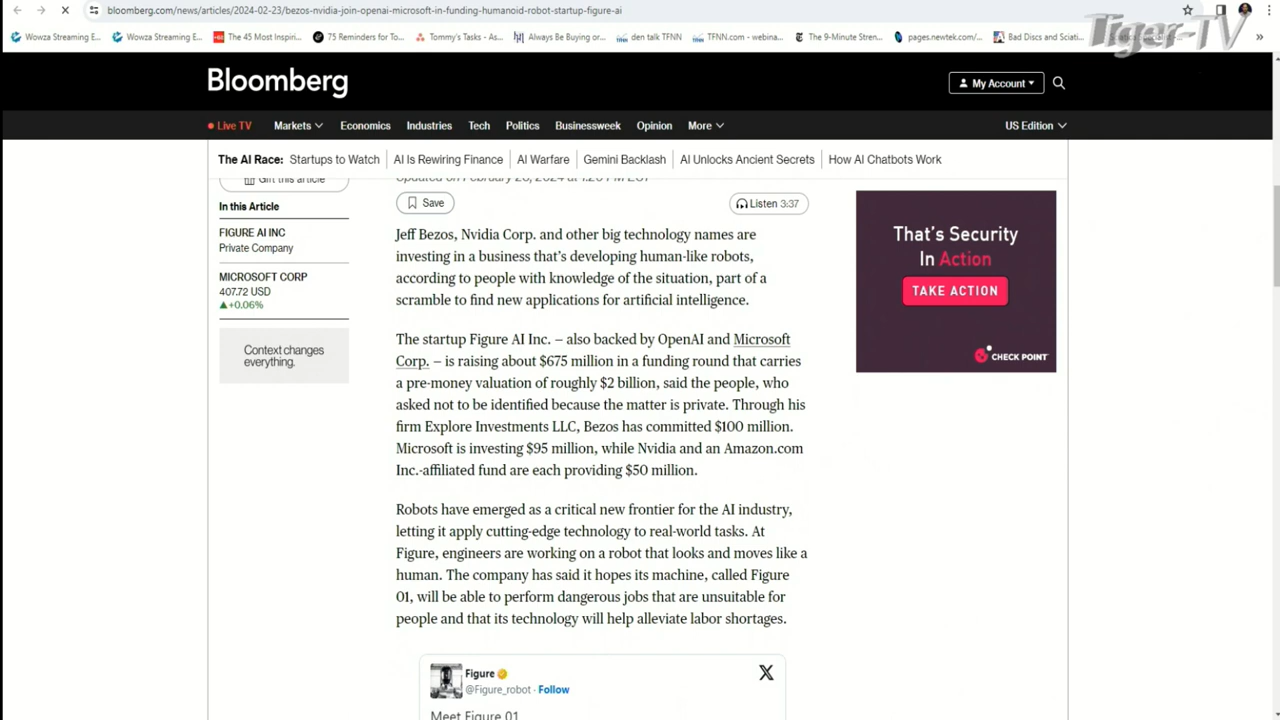 bloomberg.com/news/articles/2024-02-23/bezos-nvidia-join-openai-microsoft-in-funding-humanoid-robot-startup-figure-ai
Wowza Streaming E... Wowza Streaming E... The 45 Most Inspiri... 75 Reminders for To... Tommy's Tasks - As... Always Be Buying or... den talk TFNN TFNN.com - webina... The 9-Minute Stren... pages.newtek.com/... Bad Discs and Sciati...
Tiger-TV
Bloomberg
My Account
Live TV Markets Economics Industries Tech Politics Businessweek Opinion More US Edition
The AI Race: Startups to Watch AI Is Rewiring Finance AI Warfare Gemini Backlash AI Unlocks Ancient Secrets How AI Chatbots Work
Gift this article
Save
Listen 3:37
In this Article
FIGURE AI INC
Private Company
MICROSOFT CORP
407.72 USD
▲+0.06%
Context changes
everything.
Jeff Bezos, Nvidia Corp. and other big technology names are
investing in a business that's developing human-like robots,
according to people with knowledge of the situation, part of a
scramble to find new applications for artificial intelligence.
The startup Figure AI Inc. – also backed by OpenAI and Microsoft
Corp. – is raising about $675 million in a funding round that carries
a pre-money valuation of roughly $2 billion, said the people, who
asked not to be identified because the matter is private. Through his
firm Explore Investments LLC, Bezos has committed $100 million.
Microsoft is investing $95 million, while Nvidia and an Amazon.com
Inc.-affiliated fund are each providing $50 million.
Robots have emerged as a critical new frontier for the AI industry,
letting it apply cutting-edge technology to real-world tasks. At
Figure, engineers are working on a robot that looks and moves like a
human. The company has said it hopes its machine, called Figure
01, will be able to perform dangerous jobs that are unsuitable for
people and that its technology will help alleviate labor shortages.
Figure
@Figure_robot · Follow
Meet Figure 01
That's Security
In Action
TAKE ACTION
CHECK POINT